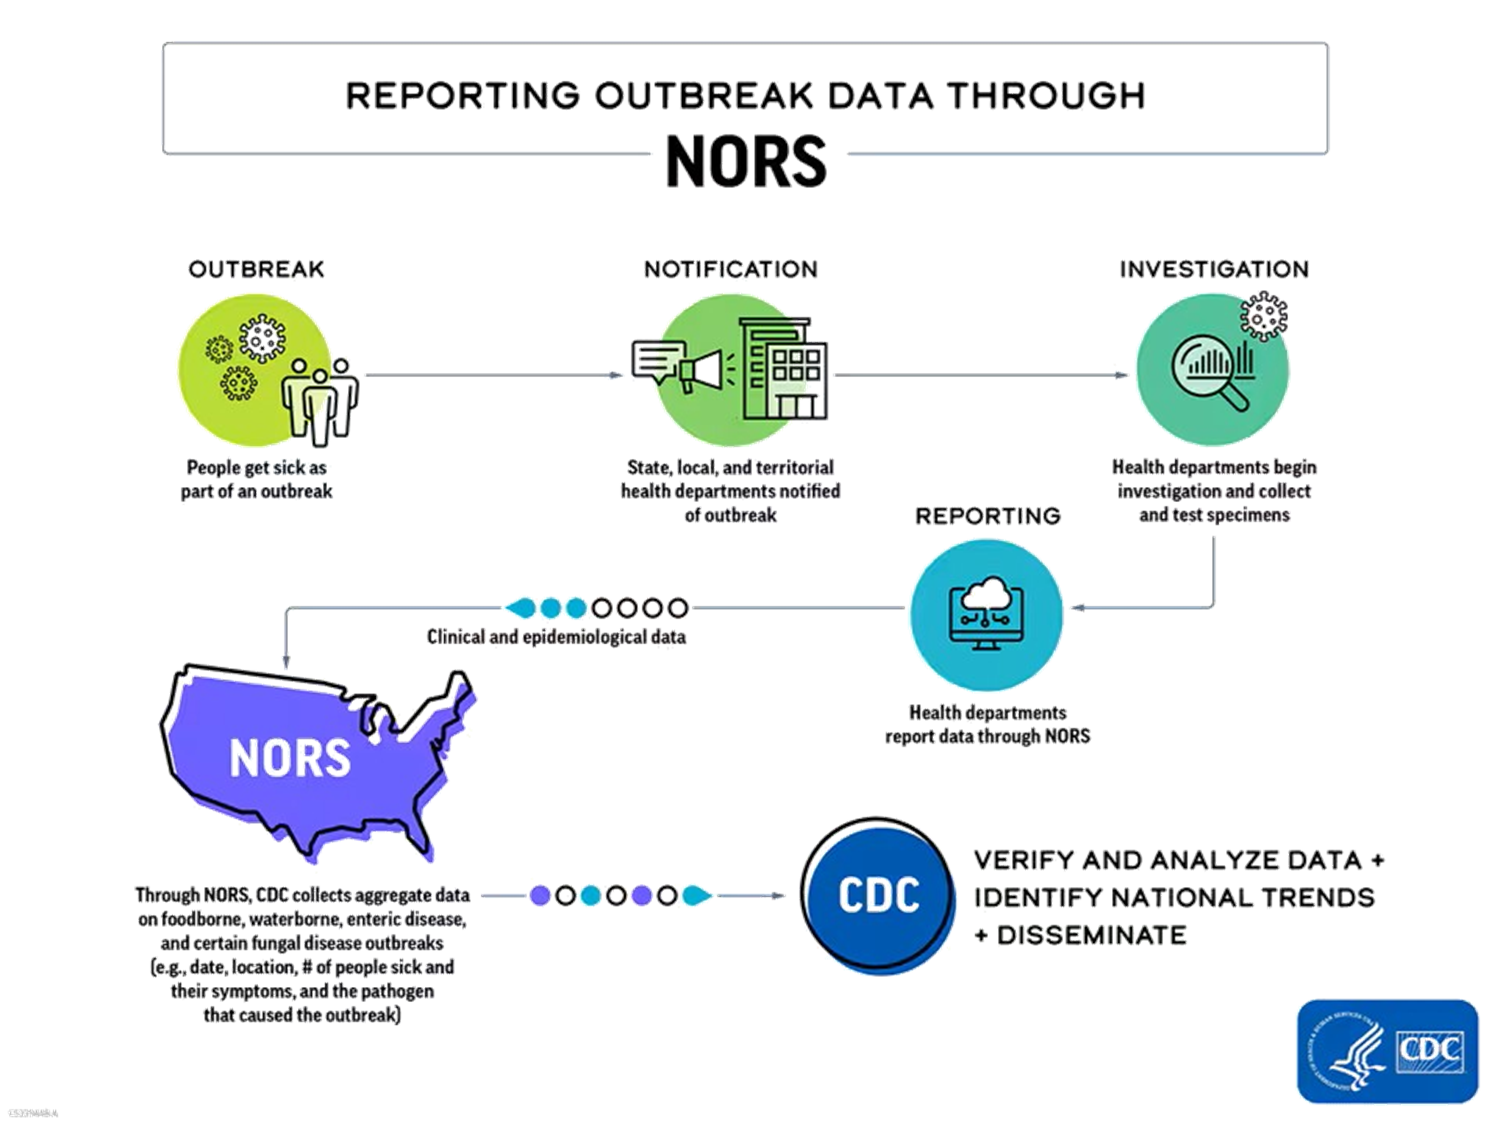 REPORTING OUTBREAK DATA THROUGH
NORS
OUTBREAK
People get sick as
part of an outbreak
NOTIFICATION
State, local, and territorial
health departments notified
of outbreak
INVESTIGATION
Health departments begin
investigation and collect
and test specimens
REPORTING
Health departments
report data through NORS
Clinical and epidemiological data
NORS
Through NORS, CDC collects aggregate data
on foodborne, waterborne, enteric disease,
and certain fungal disease outbreaks
(e.g., date, location, # of people sick and
their symptoms, and the pathogen
that caused the outbreak)
CDC
VERIFY AND ANALYZE DATA +
IDENTIFY NATIONAL TRENDS
+ DISSEMINATE
CDC